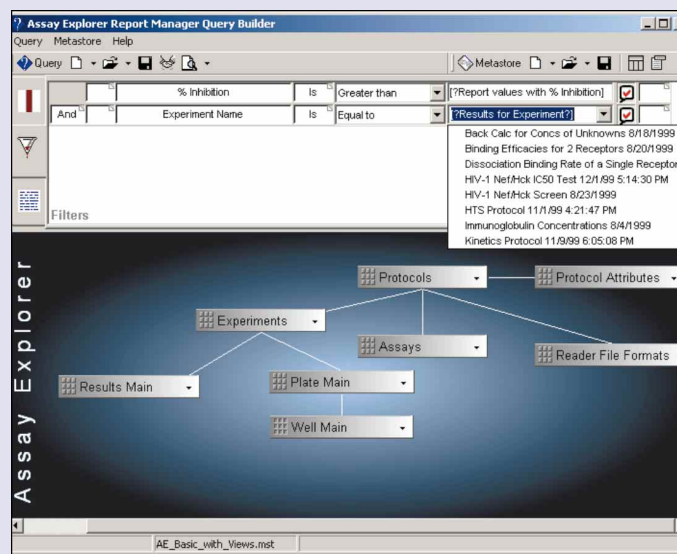 ? Assay Explorer Report Manager Query Builder
Query Metastore Help
Query Metastore
% Inhibition Is Greater than [?Report values with % Inhibition]
And Experiment Name Is Equal to [?Results for Experiment?]
Back Calc for Concs of Unknowns 8/18/1999
Binding Efficacies for 2 Receptors 8/20/1999
Dissociation Binding Rate of a Single Receptor
HIV-1 Nef/Hck IC50 Test 12/1/99 5:14:30 PM
HIV-1 Nef/Hck Screen 8/23/1999
HTS Protocol 11/1/99 4:21:47 PM
Immunoglobulin Concentrations 8/4/1999
Kinetics Protocol 11/9/99 6:05:08 PM
Filters
Assay Explorer
Protocols
Protocol Attributes
Experiments
Assays
Reader File Formats
Results Main
Plate Main
Well Main
AE_Basic_with_Views.mst